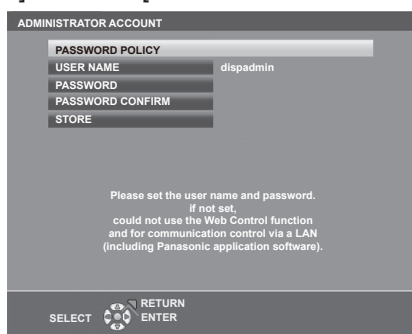 ADMINISTRATOR ACCOUNT
PASSWORD POLICY
USER NAME dispadmin
PASSWORD
PASSWORD CONFIRM
STORE
Please set the user name and password.
if not set,
could not use the Web Control function
and for communication control via a LAN
(including Panasonic application software).
RETURN
SELECT ENTER